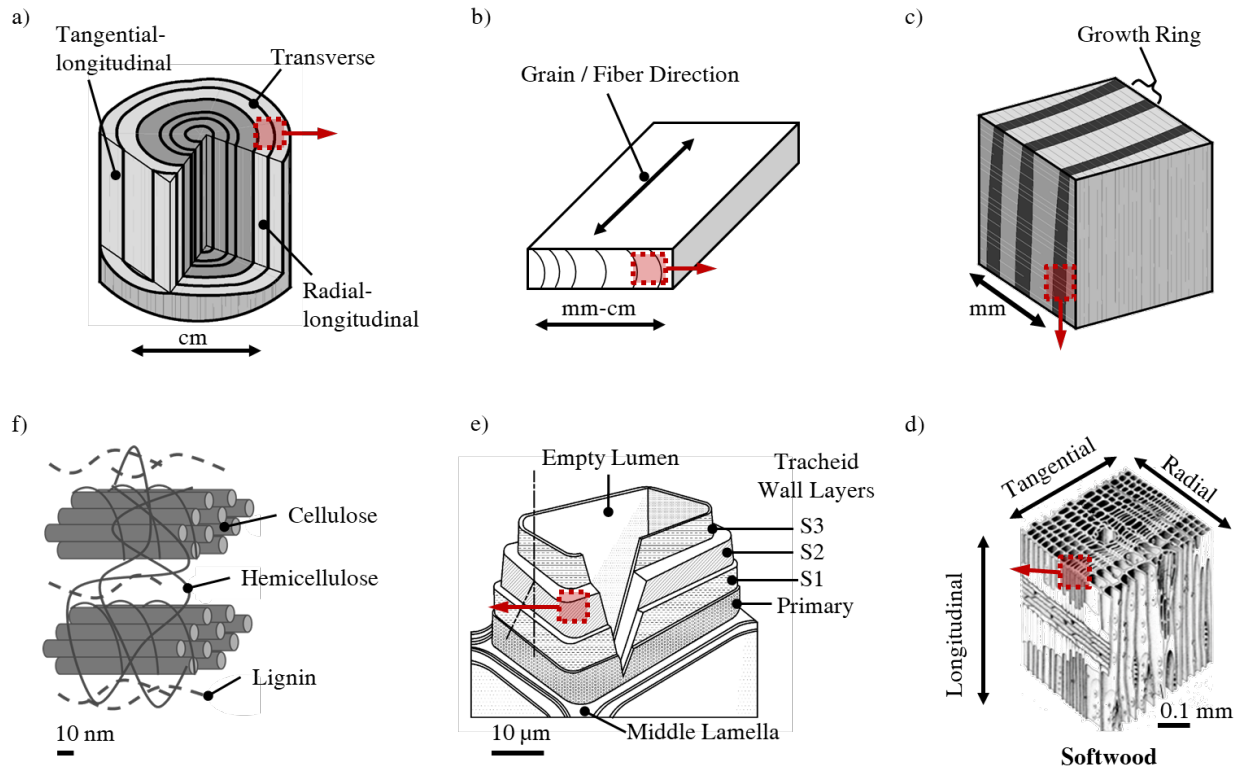 a)
Tangential-
longitudinal
Transverse
Radial-
longitudinal
cm
b)
Grain / Fiber Direction
mm-cm
c)
Growth Ring
mm
f)
Cellulose
Hemicellulose
Lignin
10 nm
e)
Empty Lumen
Tracheid
Wall Layers
S3
S2
S1
Primary
Middle Lamella
10 µm
d)
Tangential
Radial
Longitudinal
0.1 mm
Softwood